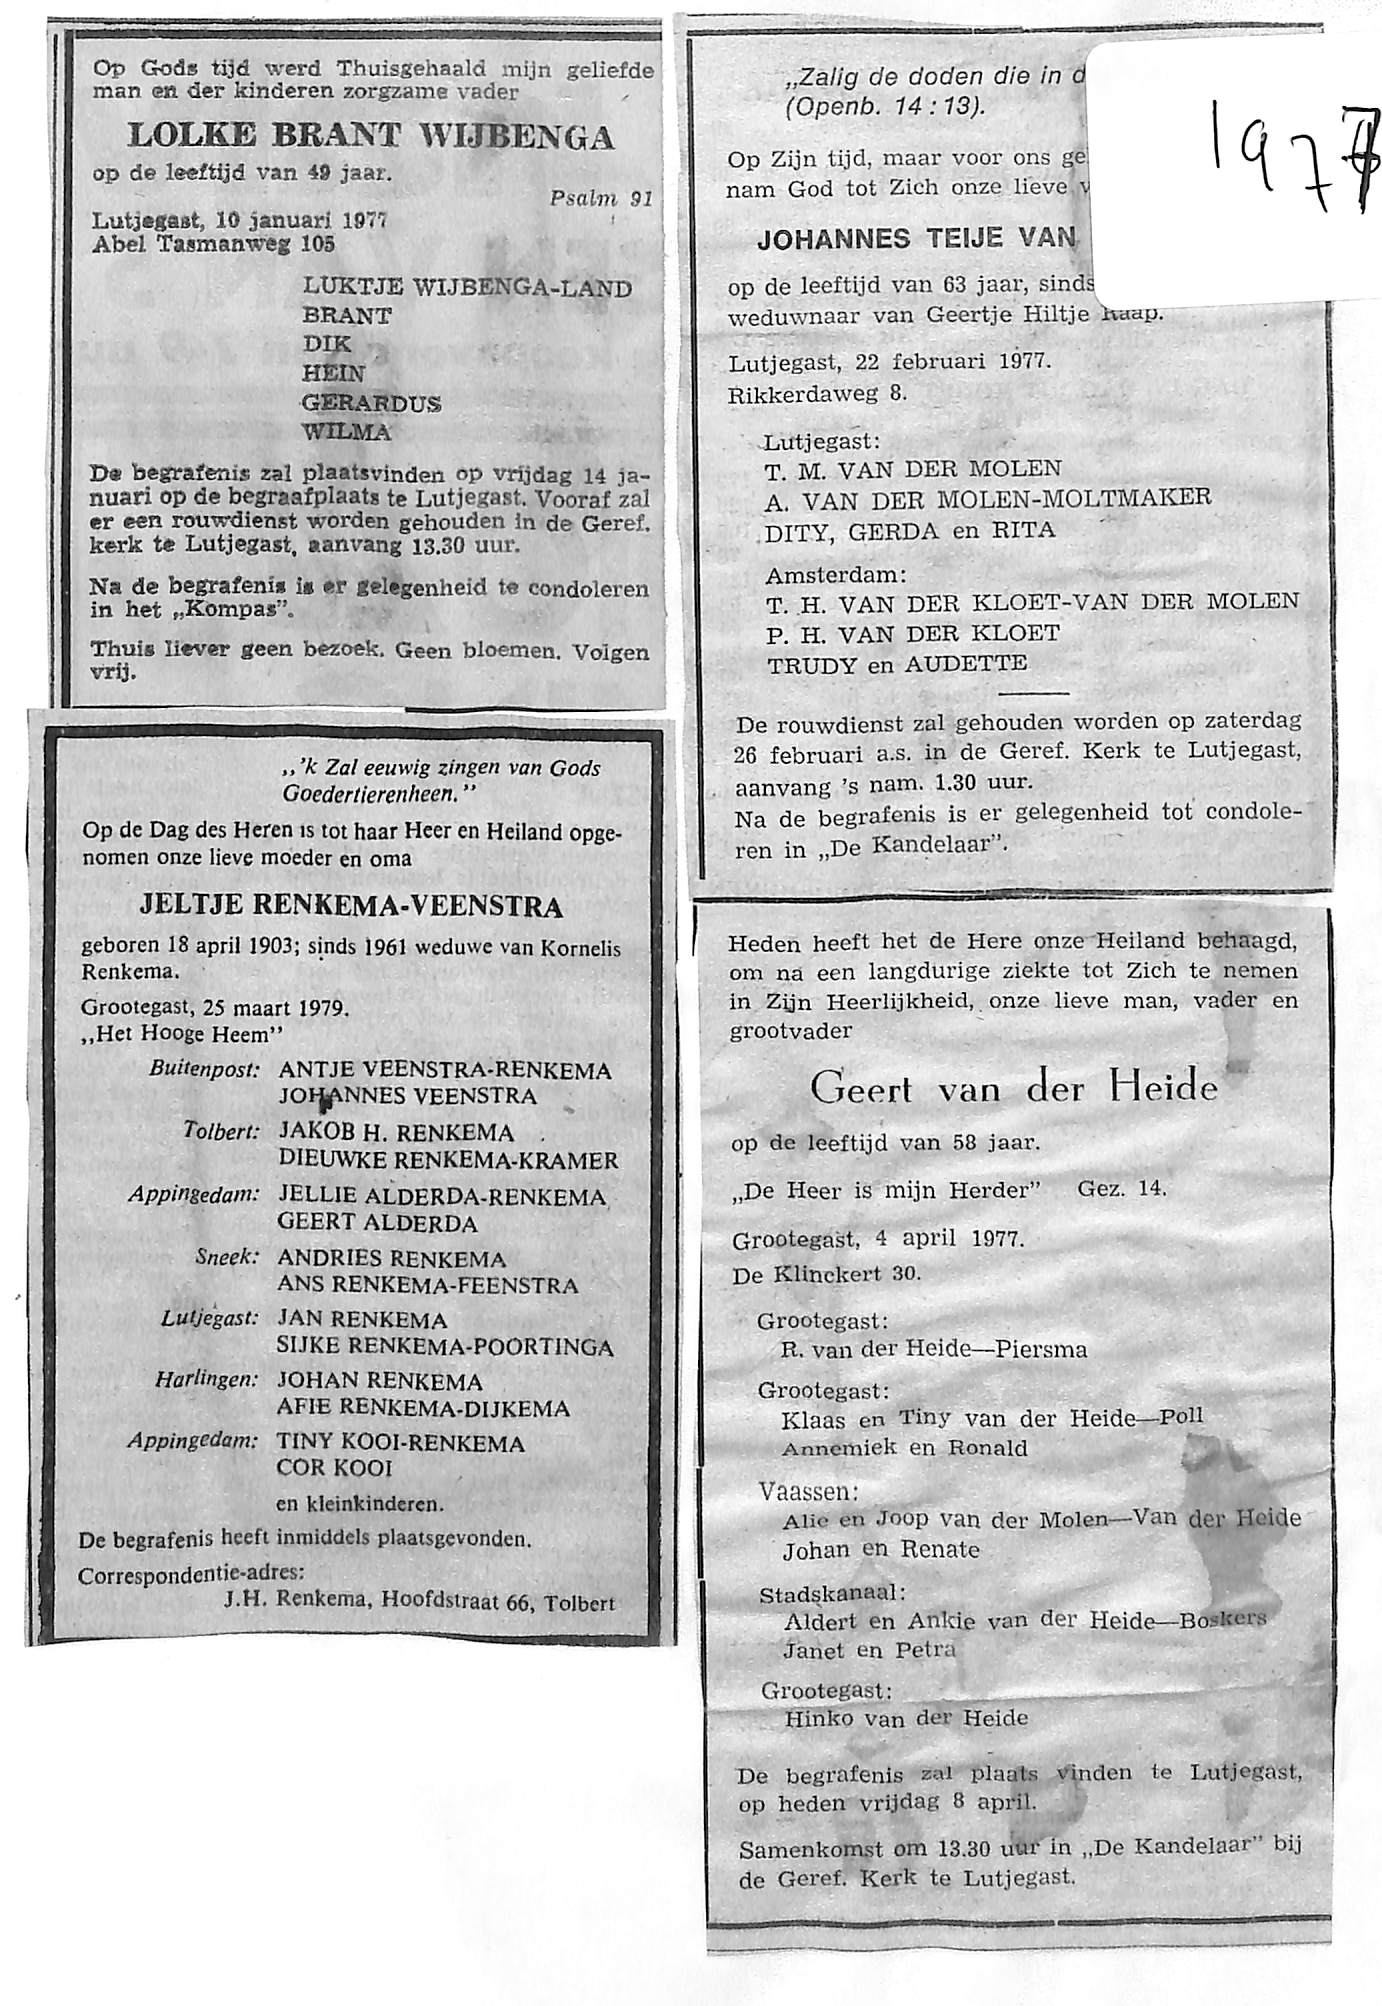 Op Gods tijd werd Thuisgehaald mijn geliefde
man en der kinderen zorgzame vader
LOLKE BRANT WIJBENGA
op de leeftijd van 49 jaar.
Psalm 91
Lutjegast, 10 januari 1977
Abel Tasmanweg 105
LUKTJE WIJBENGA-LAND
BRANT
DIK
HEIN
GERARDUS
WILMA
De begrafenis zal plaatsvinden op vrijdag 14 ja-
nuari op de begraafplaats te Lutjegast. Vooraf zal
er een rouwdienst worden gehouden in de Geref.
kerk te Lutjegast, aanvang 13.30 uur.
Na de begrafenis is er gelegenheid te condoleren
in het „Kompas”.
Thuis liever geen bezoek. Geen bloemen. Volgen
vrij.
„'k Zal eeuwig zingen van Gods
Goedertierenheen.”
Op de Dag des Heren is tot haar Heer en Heiland opge-
nomen onze lieve moeder en oma
JELTJE RENKEMA-VEENSTRA
geboren 18 april 1903; sinds 1961 weduwe van Kornelis
Renkema.
Grootegast, 25 maart 1979.
„Het Hooge Heem”
Buitenpost: ANTJE VEENSTRA-RENKEMA
JOHANNES VEENSTRA
Tolbert: JAKOB H. RENKEMA
DIEUWKE RENKEMA-KRAMER
Appingedam: JELLIE ALDERDA-RENKEMA
GEERT ALDERDA
Sneek: ANDRIES RENKEMA
ANS RENKEMA-FEENSTRA
Lutjegast: JAN RENKEMA
SIJKE RENKEMA-POORTINGA
Harlingen: JOHAN RENKEMA
AFIE RENKEMA-DIJKEMA
Appingedam: TINY KOOI-RENKEMA
COR KOOI
en kleinkinderen.
De begrafenis heeft inmiddels plaatsgevonden.
Correspondentie-adres:
J.H. Renkema, Hoofdstraat 66, Tolbert
1977
„Zalig de doden die in d
(Openb. 14 : 13).
Op Zijn tijd, maar voor ons ge
nam God tot Zich onze lieve v
JOHANNES TEIJE VAN
op de leeftijd van 63 jaar, sinds
weduwnaar van Geertje Hiltje Kaap.
Lutjegast, 22 februari 1977.
Rikkerdaweg 8.
Lutjegast:
T. M. VAN DER MOLEN
A. VAN DER MOLEN-MOLTMAKER
DITY, GERDA en RITA
Amsterdam:
T. H. VAN DER KLOET-VAN DER MOLEN
P. H. VAN DER KLOET
TRUDY en AUDETTE
De rouwdienst zal gehouden worden op zaterdag
26 februari a.s. in de Geref. Kerk te Lutjegast,
aanvang 's nam. 1.30 uur.
Na de begrafenis is er gelegenheid tot condole-
ren in „De Kandelaar”.
Heden heeft het de Here onze Heiland behaagd,
om na een langdurige ziekte tot Zich te nemen
in Zijn Heerlijkheid, onze lieve man, vader en
grootvader
Geert van der Heide
op de leeftijd van 58 jaar.
„De Heer is mijn Herder” Gez. 14.
Grootegast, 4 april 1977.
De Klinckert 30.
Grootegast:
R. van der Heide—Piersma
Grootegast:
Klaas en Tiny van der Heide—Poll
Annemiek en Ronald
Vaassen:
Alie en Joop van der Molen—Van der Heide
Johan en Renate
Stadskanaal:
Aldert en Ankie van der Heide—Boskers
Janet en Petra
Grootegast:
Hinko van der Heide
De begrafenis zal plaats vinden te Lutjegast,
op heden vrijdag 8 april.
Samenkomst om 13.30 uur in „De Kandelaar” bij
de Geref. Kerk te Lutjegast.